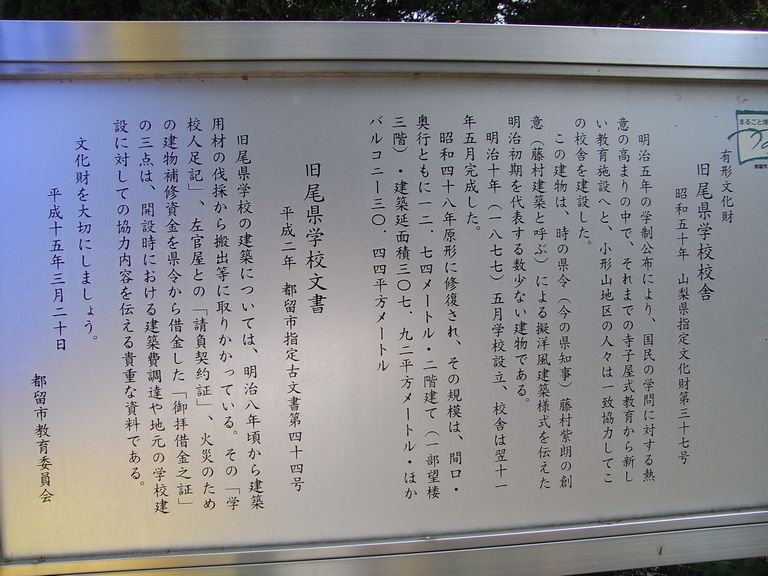 まるごと博
有形文化財
旧尾県学校校舎
昭和五十年　山梨県指定文化財第三十七号
明治五年の学制公布により、国民の学問に対する熱
意の高まりの中で、それまでの寺子屋式教育から新し
い教育施設へと、小形山地区の人々は一致協力してこ
の校舎を建設した。
この建物は、時の県令（今の県知事）藤村紫朗の創
意（藤村建築と呼ぶ）による擬洋風建築様式を伝えた
明治初期を代表する数少ない建物である。
明治十年（一八七七）五月学校設立、校舎は翌十一
年五月完成した。
昭和四十八年原形に修復され、その規模は、間口・
奥行ともに一二．七四メートル・二階建て（一部望楼
三階）・建築延面積三〇七．九二平方メートル・ほか
バルコニー三〇．四四平方メートル
旧尾県学校文書
平成二年　都留市指定古文書第四十四号
旧尾県学校の建築については、明治八年頃から建築
用材の伐採から搬出等に取りかかっている。その「学
校人足記」、左官屋との「請負契約証」、火災のため
の建物補修資金を県令から借金した「御拝借金之証」
の三点は、開設時における建築費調達や地元の学校建
設に対しての協力内容を伝える貴重な資料である。
文化財を大切にしましょう。
平成十五年三月二十日
都留市教育委員会